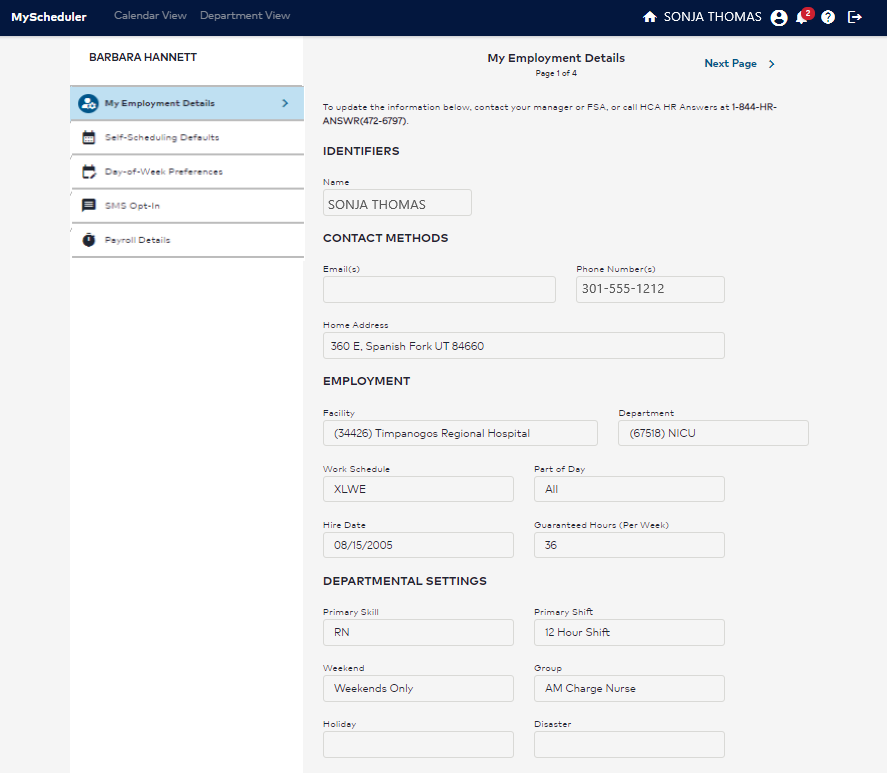 MyScheduler Calendar View Department View SONJA THOMAS 2 ?
BARBARA HANNETT
My Employment Details
Self-Scheduling Defaults
Day-of-Week Preferences
SMS Opt-In
Payroll Details
My Employment Details
Page 1 of 4
Next Page
To update the information below, contact your manager or FSA, or call HCA HR Answers at 1-844-HR-
ANSWR(472-6797).
IDENTIFIERS
Name
SONJA THOMAS
CONTACT METHODS
Email(s) Phone Number(s)
301-555-1212
Home Address
360 E, Spanish Fork UT 84660
EMPLOYMENT
Facility Department
(34426) Timpanogos Regional Hospital (67518) NICU
Work Schedule Part of Day
XLWE All
Hire Date Guaranteed Hours (Per Week)
08/15/2005 36
DEPARTMENTAL SETTINGS
Primary Skill Primary Shift
RN 12 Hour Shift
Weekend Group
Weekends Only AM Charge Nurse
Holiday Disaster